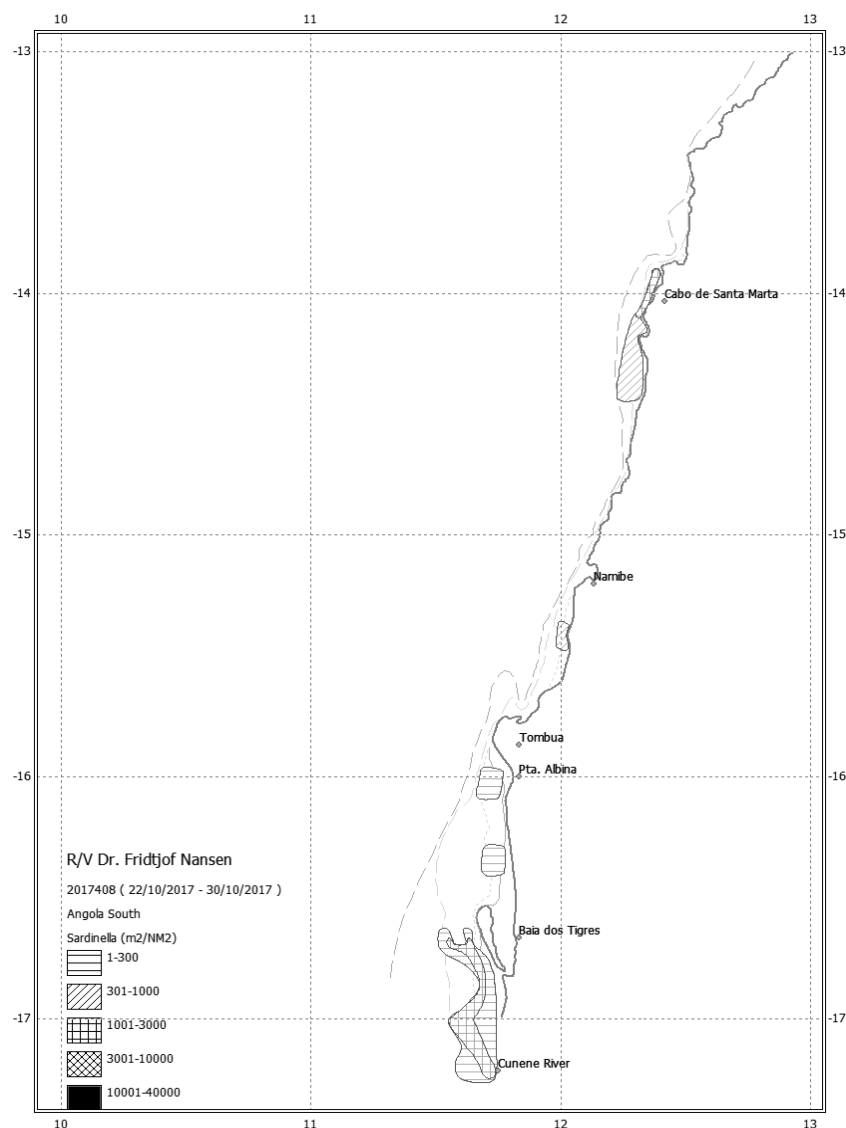 10 11 12 13
-13 -13
-14 -14
Cabo de Santa Marta
-15 -15
Namibe
Tombua
-16 -16
Pta. Albina
R/V Dr. Fridtjof Nansen
2017408 ( 22/10/2017 - 30/10/2017 )
Angola South
Baia dos Tigres
Sardinella (m2/NM2)
1-300
301-1000
-17 -17
1001-3000
3001-10000
Cunene River
10001-40000
10 11 12 13